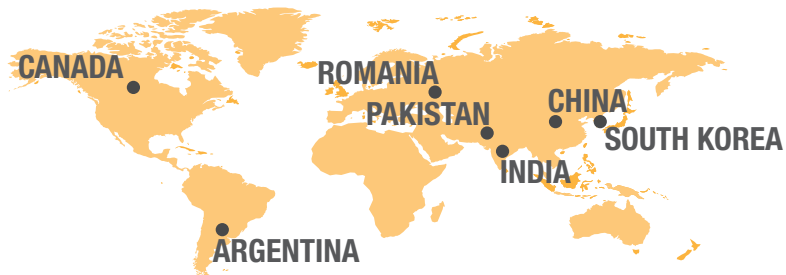 CANADA
ROMANIA
PAKISTAN
CHINA
SOUTH KOREA
INDIA
ARGENTINA